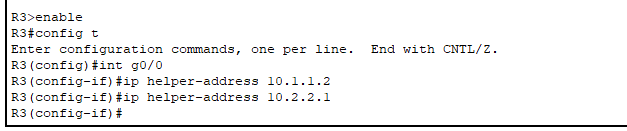 R3>enable
R3#config t
Enter configuration commands, one per line.  End with CNTL/Z.
R3(config)#int g0/0
R3(config-if)#ip helper-address 10.1.1.2
R3(config-if)#ip helper-address 10.2.2.1
R3(config-if)#